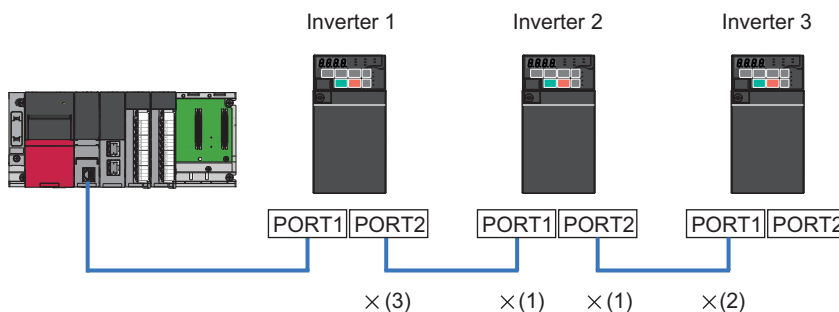 Inverter 1 Inverter 2 Inverter 3
PORT1 PORT2 PORT1 PORT2 PORT1 PORT2
×(3) ×(1) ×(1) ×(2)